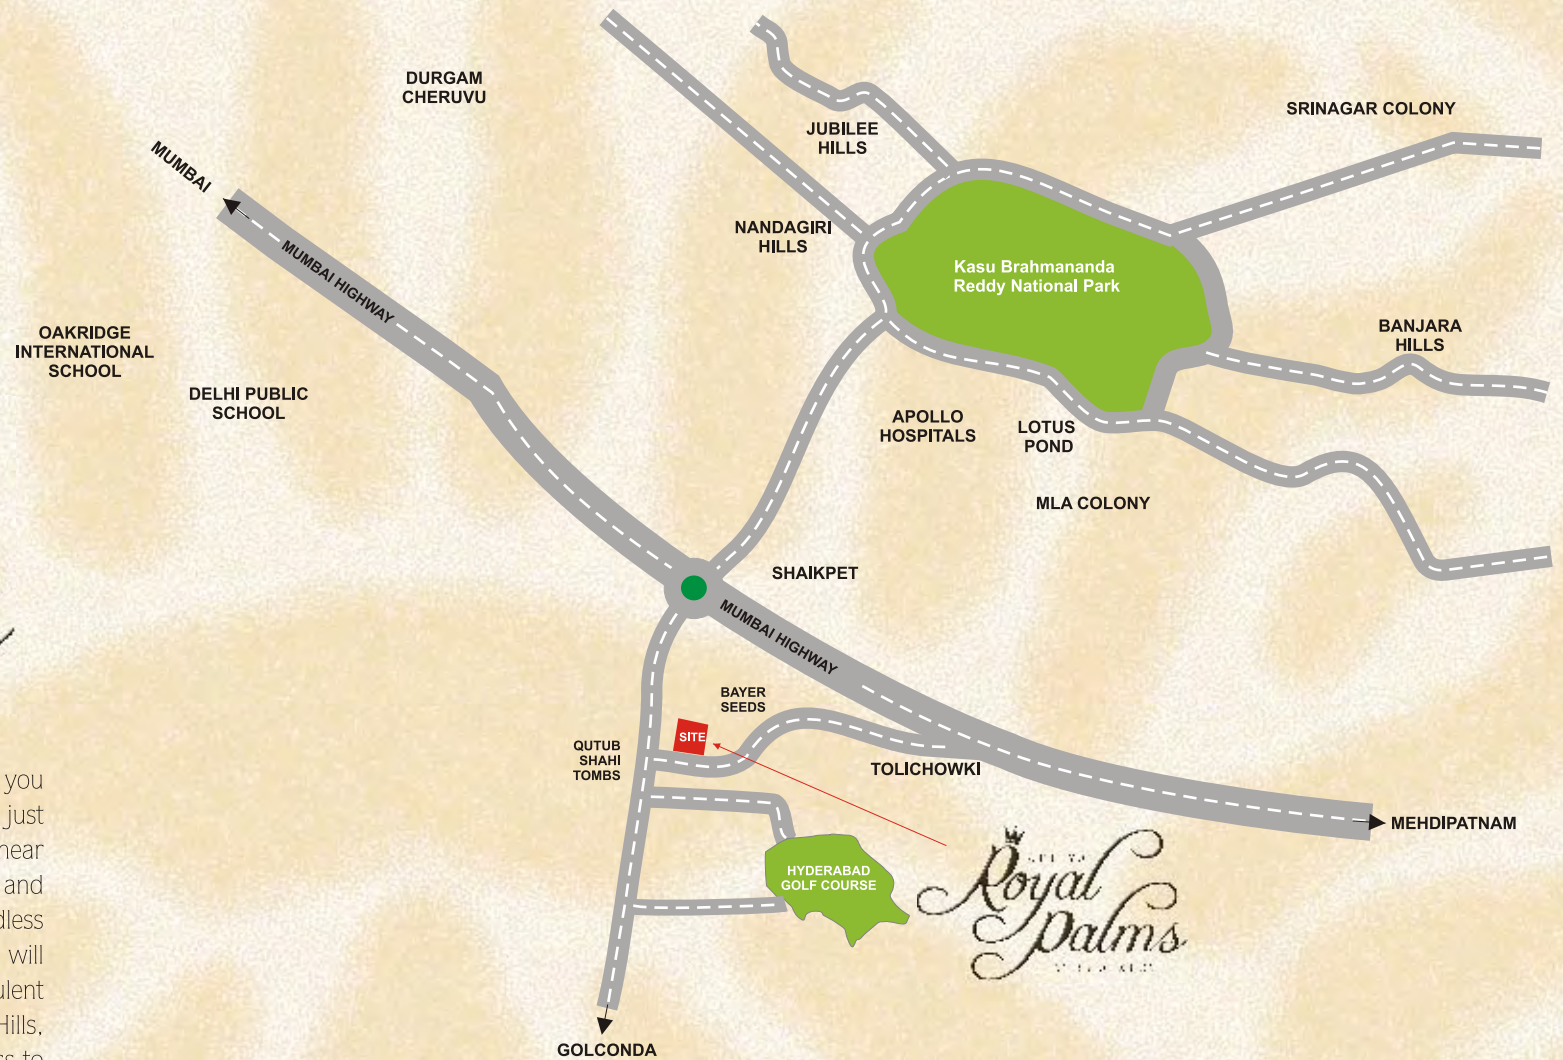 DURGAM
CHERUVU
JUBILEE
HILLS
SRINAGAR COLONY
MUMBAI
NANDAGIRI
HILLS
MUMBAI HIGHWAY
Kasu Brahmananda
Reddy National Park
OAKRIDGE
INTERNATIONAL
SCHOOL
BANJARA
HILLS
DELHI PUBLIC
SCHOOL
APOLLO
HOSPITALS
LOTUS
POND
MLA COLONY
SHAIKPET
MUMBAI HIGHWAY
BAYER
SEEDS
SITE
QUTUB
SHAHI
TOMBS
TOLICHOWKI
MEHDIPATNAM
HYDERABAD
GOLF COURSE
Royal
Palms
GOLCONDA
you
just
and
will
Hills,
to